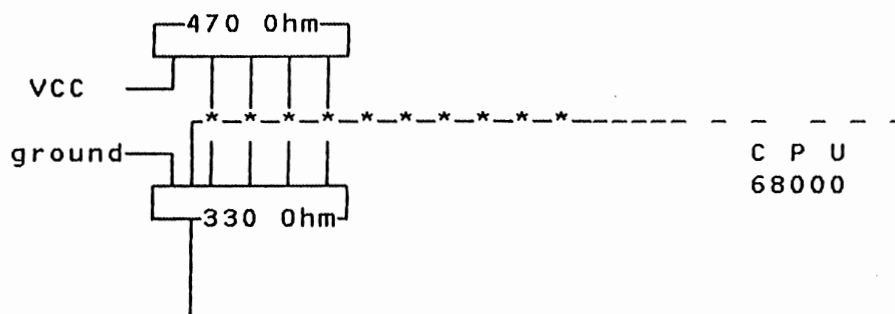 470 Ohm
VCC
*-*-*-*-*-*-*-*-*-*------ - - - - -
ground
C P U
68000
330 Ohm